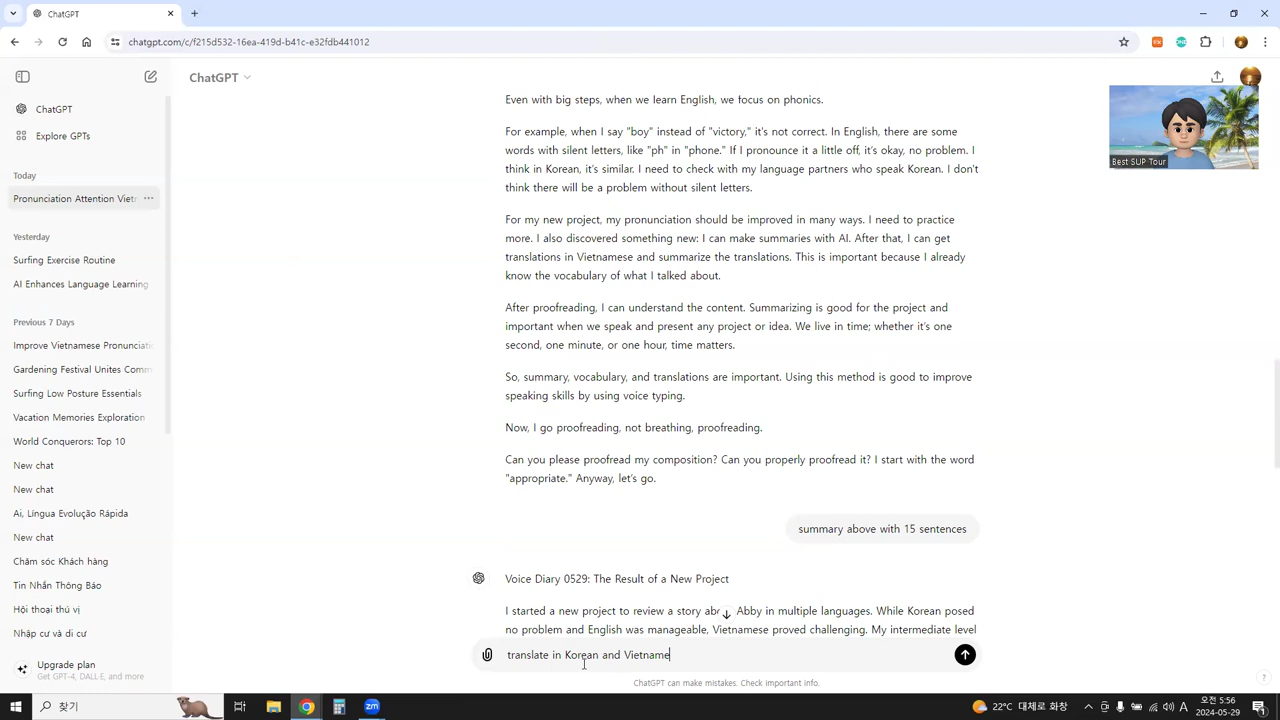 ChatGPT
chatgpt.com/c/f215d532-16ea-419d-b41c-e32fdb441012
ChatGPT
Best SUP Tour
ChatGPT
Explore GPTs
Today
Pronunciation Attention Viet
Yesterday
Surfing Exercise Routine
AI Enhances Language Learning
Previous 7 Days
Improve Vietnamese Pronunciati
Gardening Festival Unites Comm
Surfing Low Posture Essentials
Vacation Memories Exploration
World Conquerors: Top 10
New chat
New chat
Ai, Língua Evolução Rápida
New chat
Chăm sóc Khách hàng
Tin Nhắn Thông Báo
Hội thoại thú vị
Nhập cư và di cư
Upgrade plan
Get GPT-4, DALL·E, and more
Even with big steps, when we learn English, we focus on phonics.
For example, when I say "boy" instead of "victory," it's not correct. In English, there are some
words with silent letters, like "ph" in "phone." If I pronounce it a little off, it's okay, no problem. I
think in Korean, it's similar. I need to check with my language partners who speak Korean. I don't
think there will be a problem without silent letters.
For my new project, my pronunciation should be improved in many ways. I need to practice
more. I also discovered something new: I can make summaries with AI. After that, I can get
translations in Vietnamese and summarize the translations. This is important because I already
know the vocabulary of what I talked about.
After proofreading, I can understand the content. Summarizing is good for the project and
important when we speak and present any project or idea. We live in time; whether it's one
second, one minute, or one hour, time matters.
So, summary, vocabulary, and translations are important. Using this method is good to improve
speaking skills by using voice typing.
Now, I go proofreading, not breathing, proofreading.
Can you please proofread my composition? Can you properly proofread it? I start with the word
"appropriate." Anyway, let's go.
summary above with 15 sentences
Voice Diary 0529: The Result of a New Project
I started a new project to review a story abr Abby in multiple languages. While Korean posed
no problem and English was manageable, Vietnamese proved challenging. My intermediate level
translate in Korean and Vietname
ChatGPT can make mistakes. Check important info.
?
찾기
22°C 대체로 화창
A
오전 5:56
2024-05-29